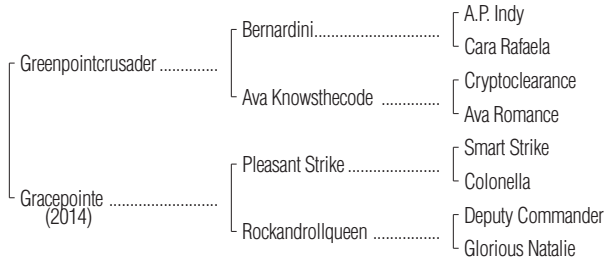 A.P. Indy
Bernardini
Cara Rafaela
Greenpointcrusader
Cryptoclearance
Ava Knowsthecode
Ava Romance
Smart Strike
Pleasant Strike
Colonella
Gracepointe
(2014)
Deputy Commander
Rockandrollqueen
Glorious Natalie